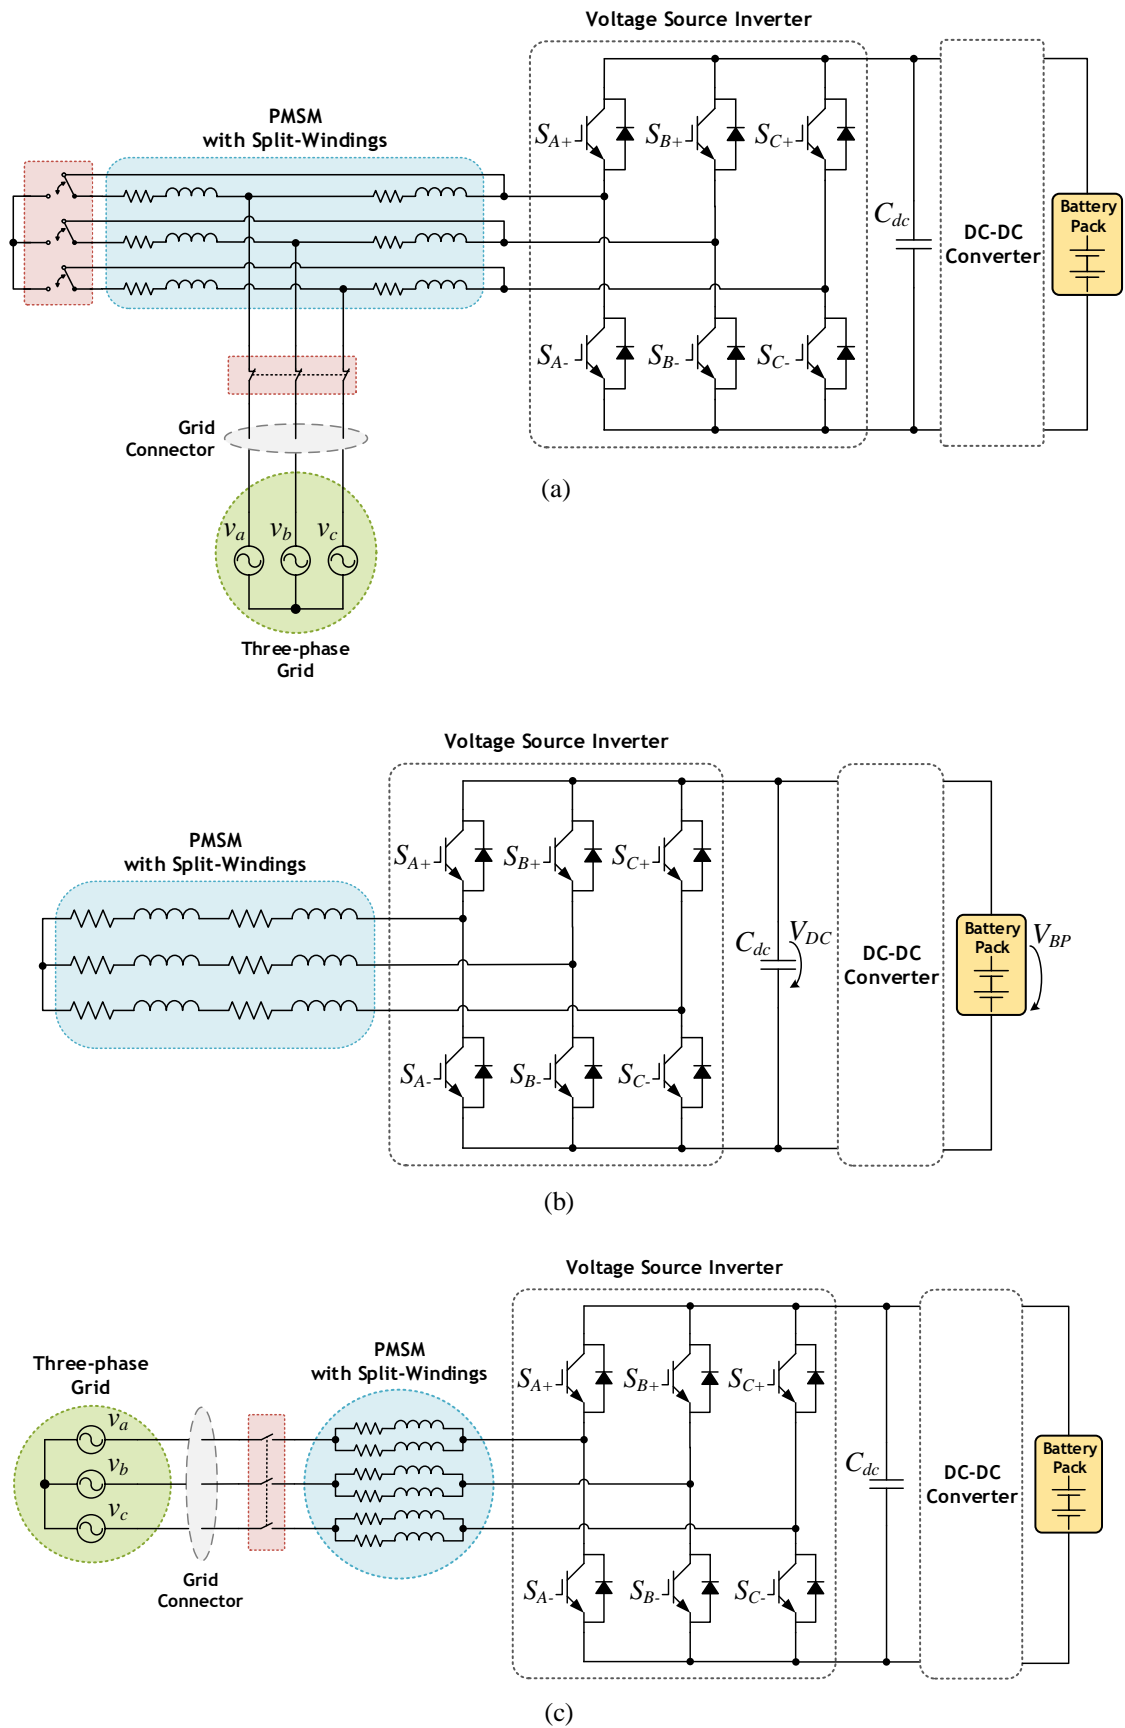 Voltage Source Inverter
PMSM
with Split-Windings
S_{A+}
S_{B+}
S_{C+}
Battery
Pack
C_{dc}
DC-DC
Converter
S_{A-}
S_{B-}
S_{C-}
Grid
Connector
(a)
v_a
v_b
v_c
Three-phase
Grid
Voltage Source Inverter
PMSM
with Split-Windings
S_{A+}
S_{B+}
S_{C+}
C_{dc}
V_{DC}
DC-DC
Converter
Battery
Pack
V_{BP}
S_{A-}
S_{B-}
S_{C-}
(b)
Voltage Source Inverter
Three-phase
Grid
PMSM
with Split-Windings
S_{A+}
S_{B+}
S_{C+}
v_a
v_b
v_c
C_{dc}
DC-DC
Converter
Battery
Pack
Grid
Connector
S_{A-}
S_{B-}
S_{C-}
(c)